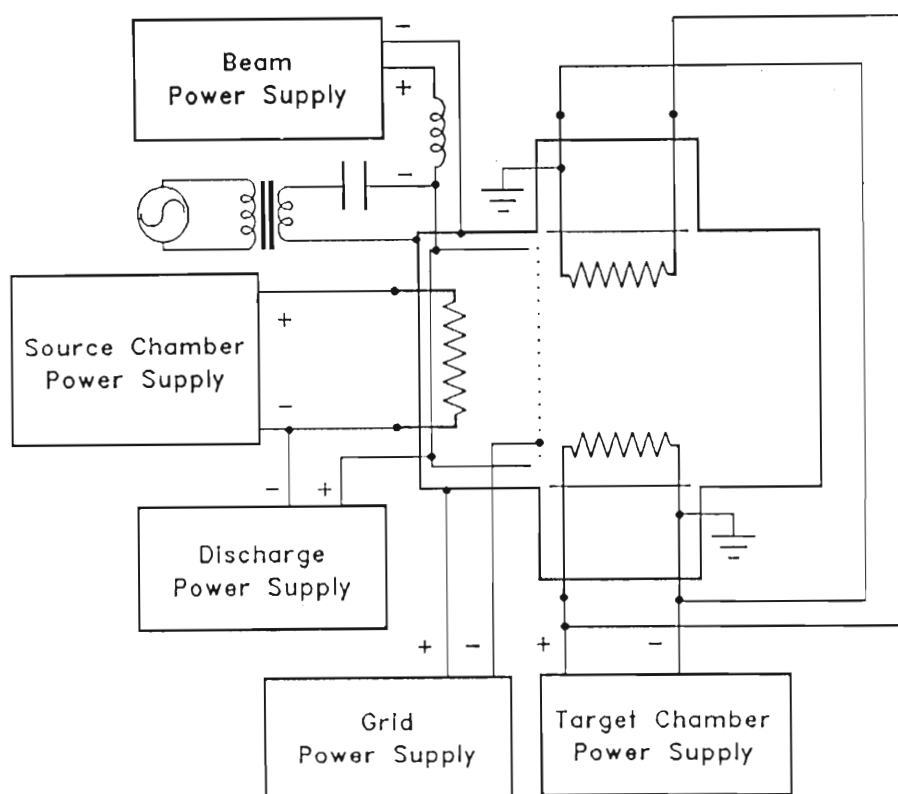 Beam
Power Supply
−
+
−
Source Chamber
Power Supply
+
−
−
+
Discharge
Power Supply
+
−
+
−
Grid
Power Supply
Target Chamber
Power Supply